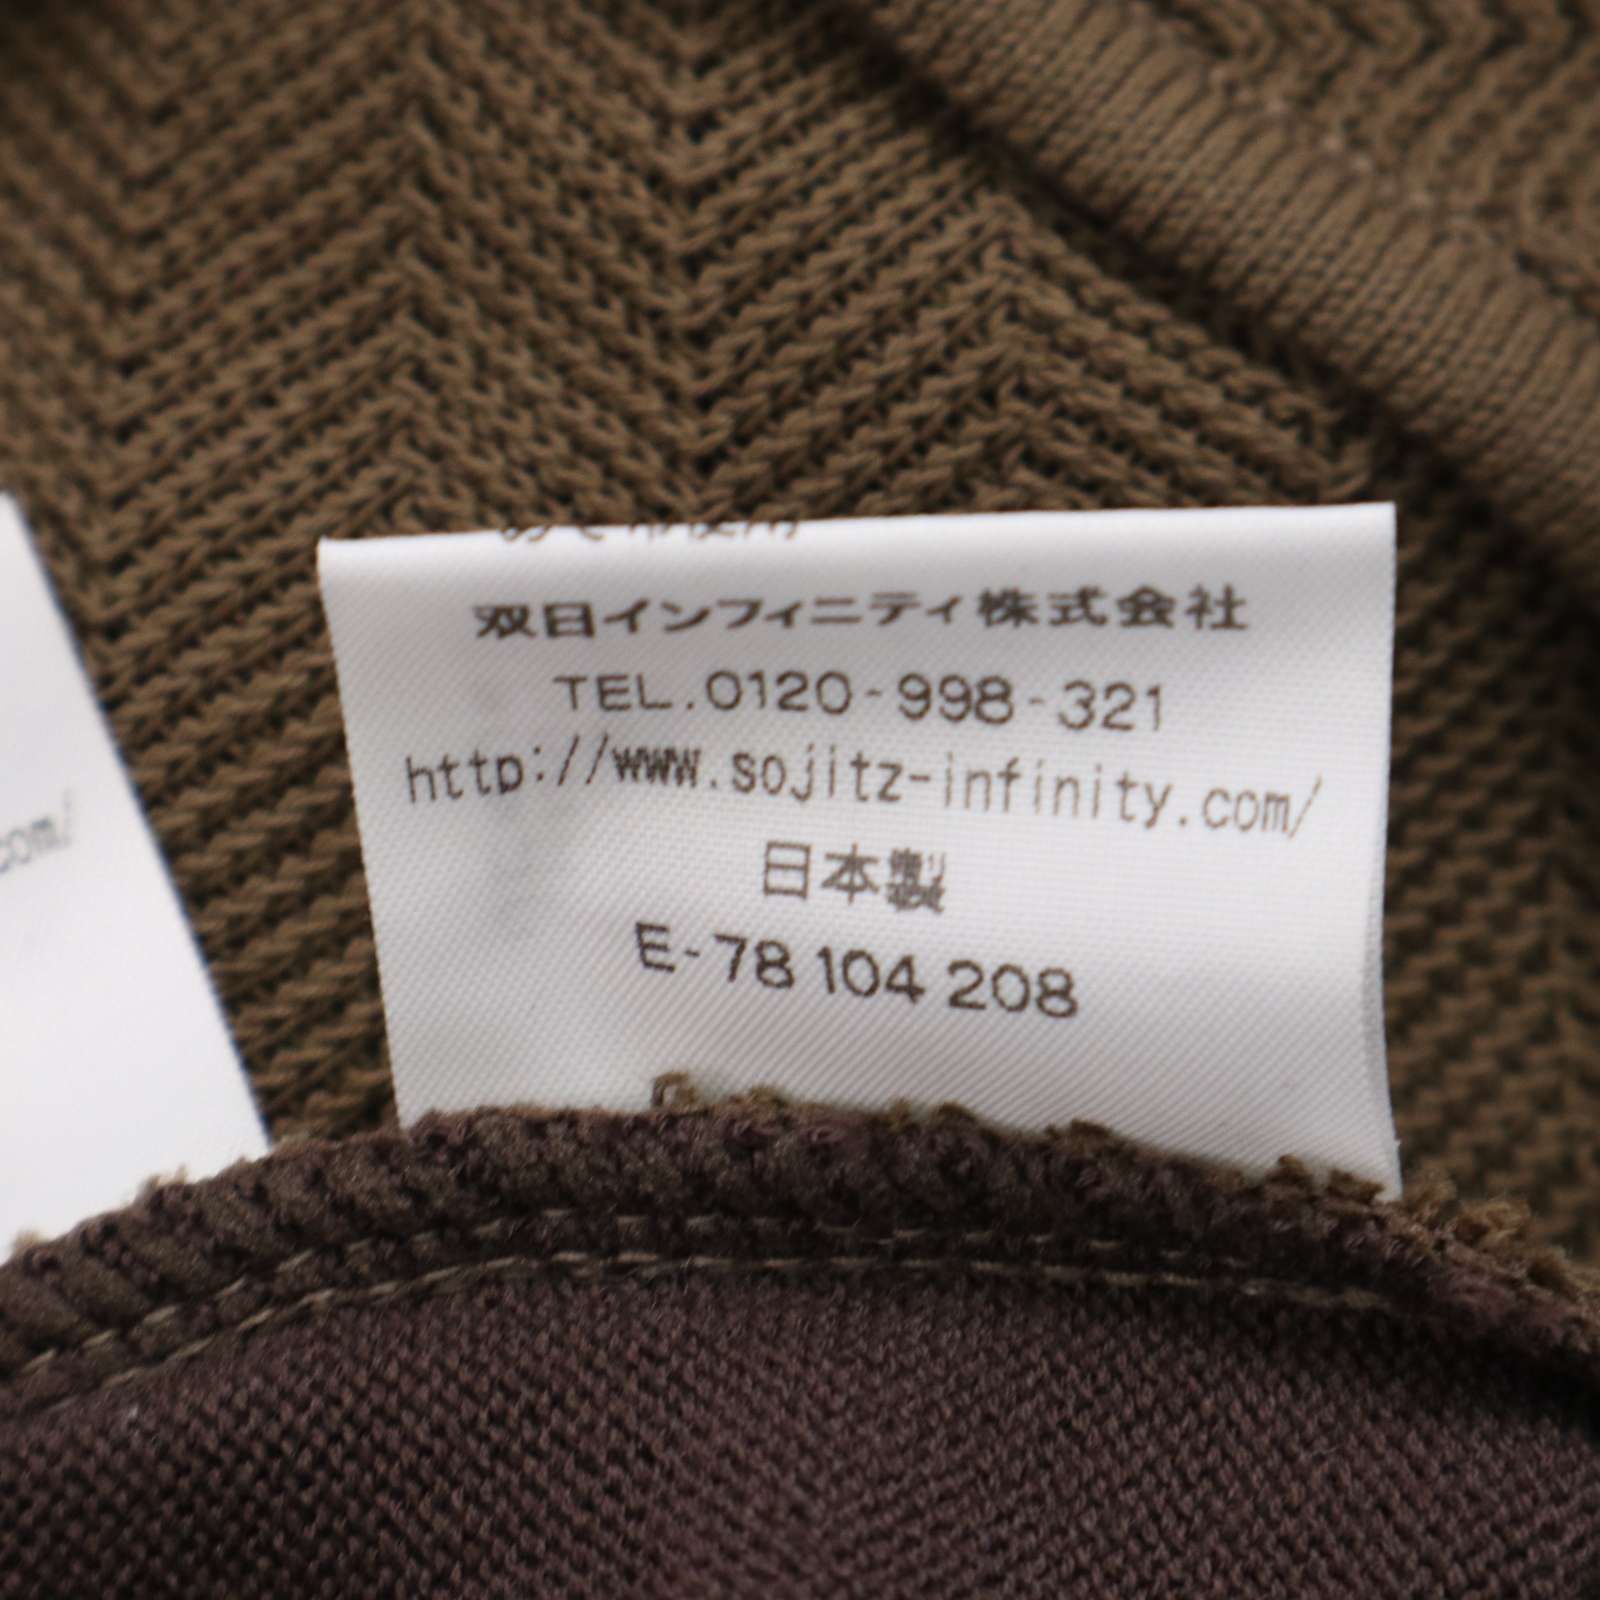 双日インフィニティ株式会社
TEL.0120-998-321
http://www.sojitz-infinity.com/
日本製
E-78 104 208
com/